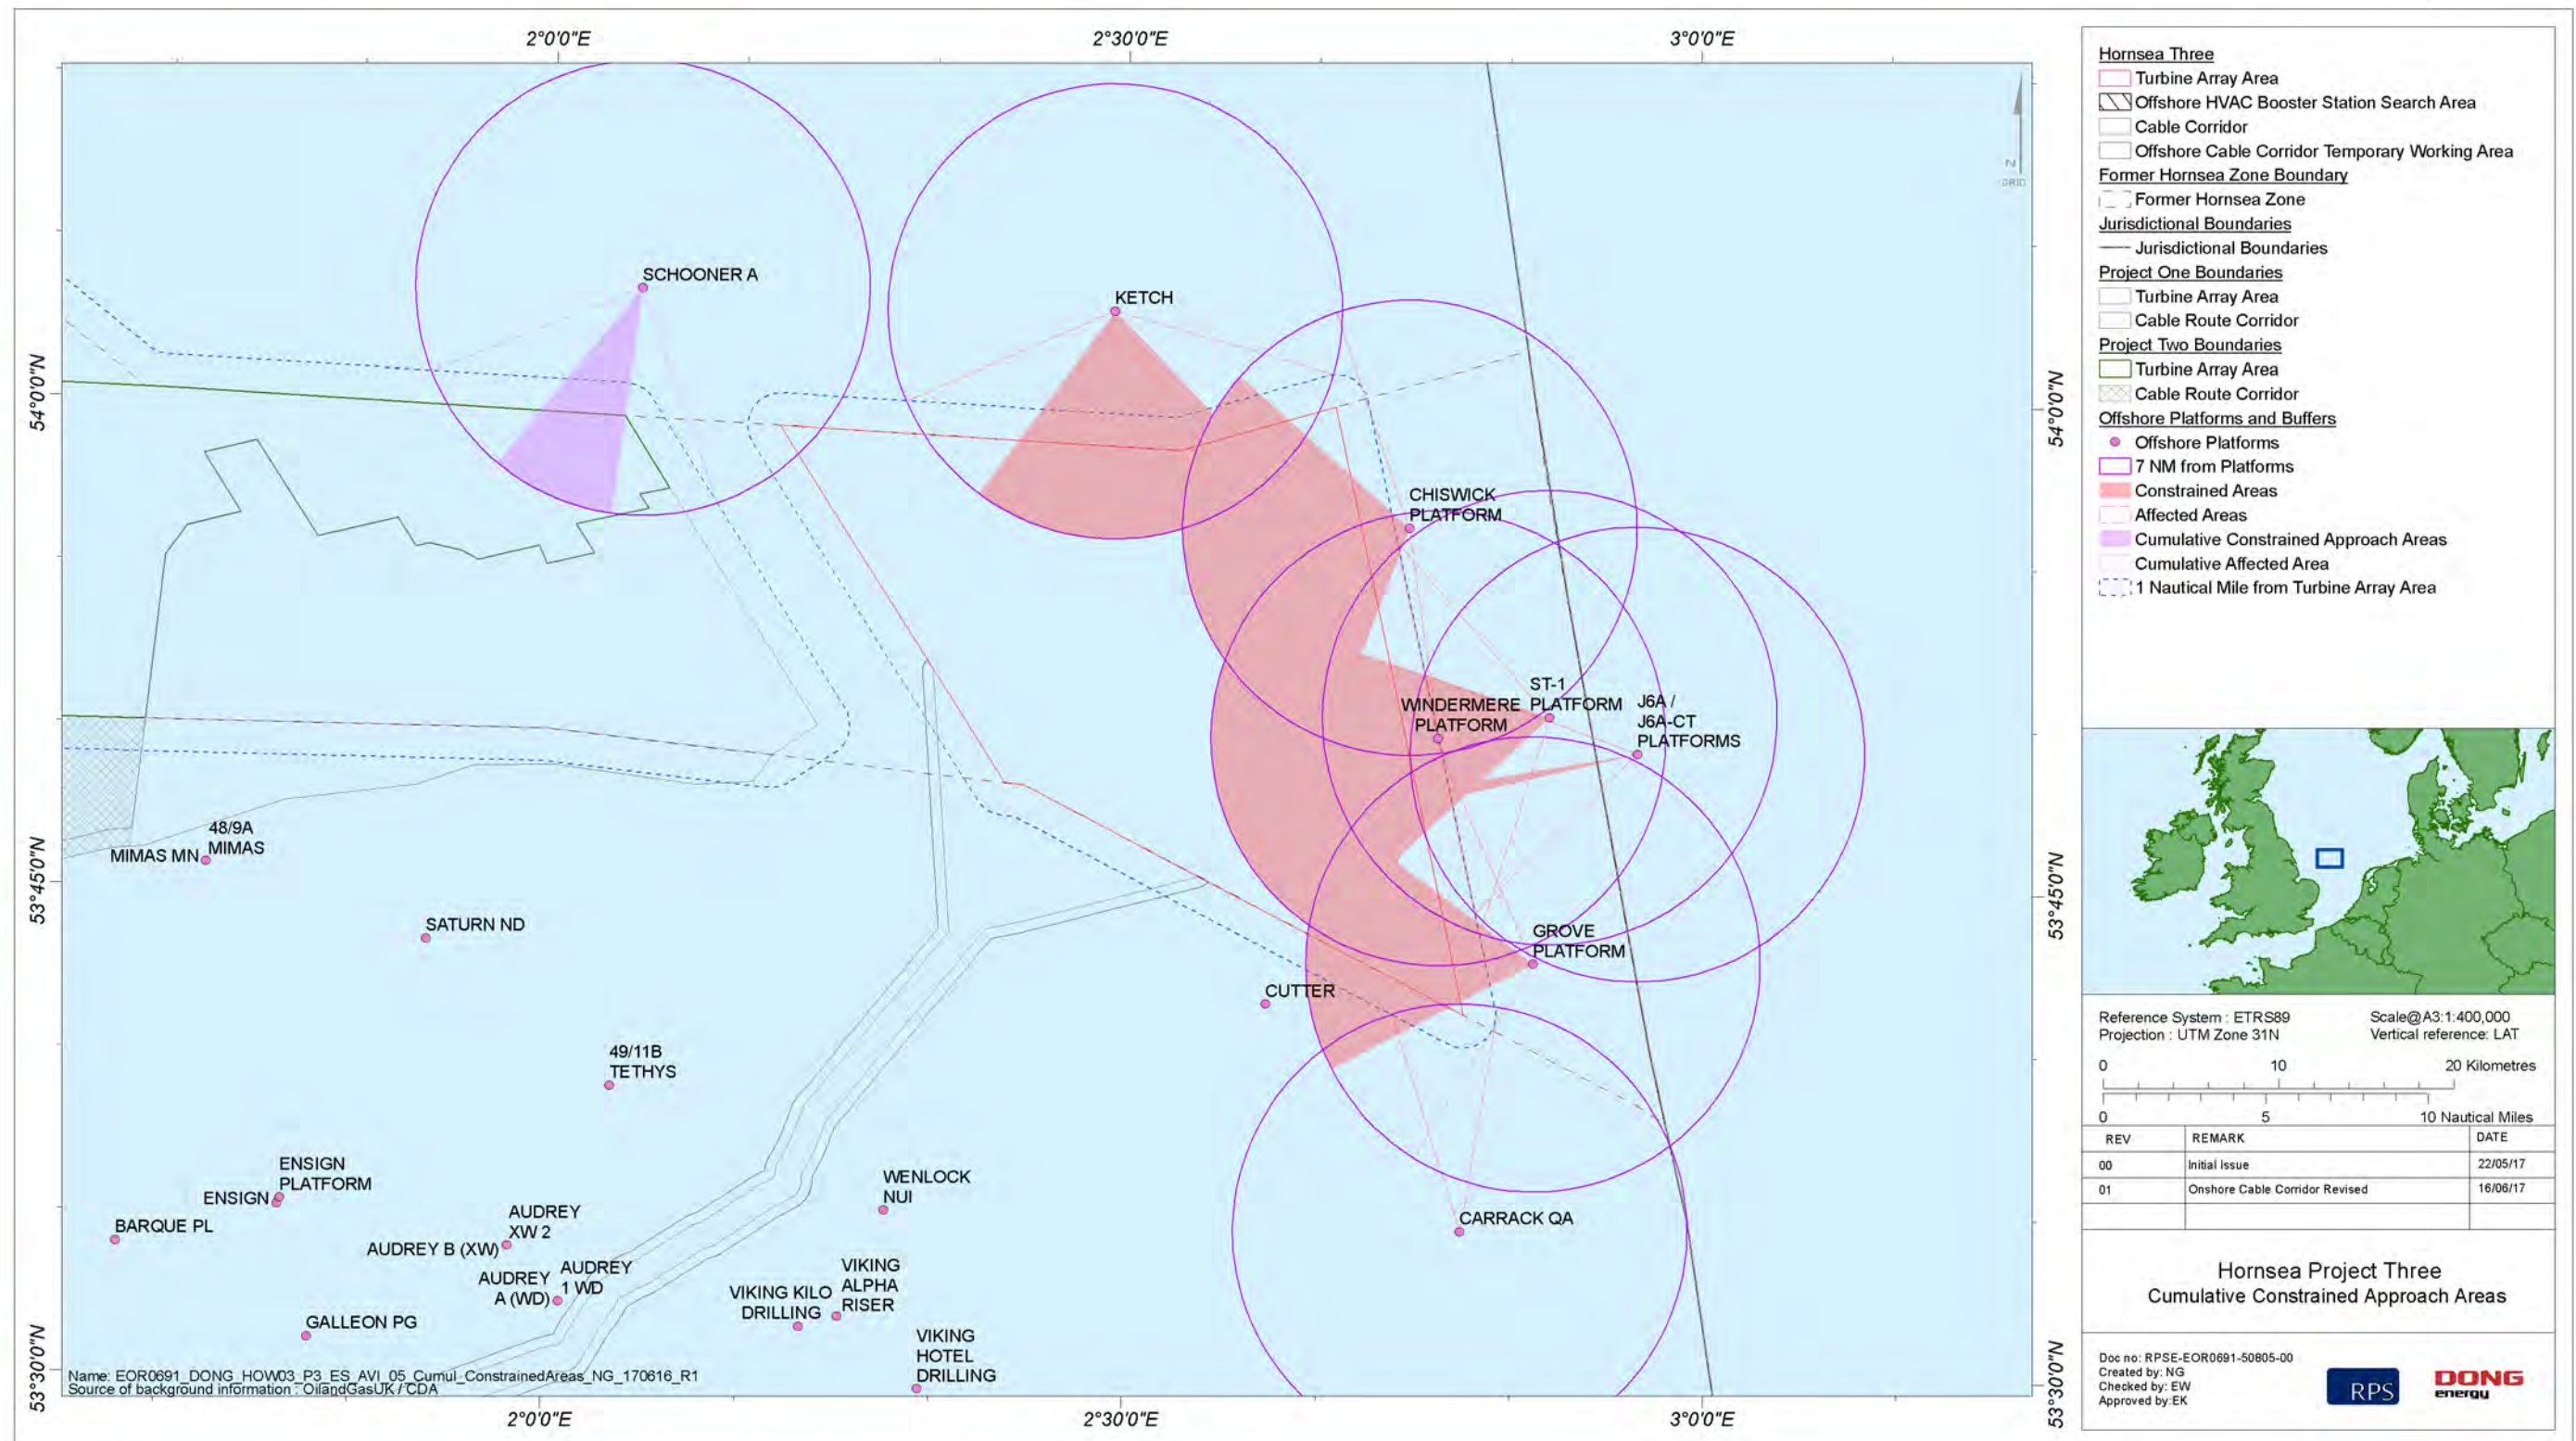 2°0'0"E
2°30'0"E
3°0'0"E
54°0'0"N
53°45'0"N
53°30'0"N
54°0'0"N
53°45'0"N
53°30'0"N
2°0'0"E
2°30'0"E
3°0'0"E
N
GRID
SCHOONER A
KETCH
CHISWICK
PLATFORM
ST-1
PLATFORM
WINDERMERE
PLATFORM
J6A /
J6A-CT
PLATFORMS
48/9A
MIMAS
MIMAS MN
SATURN ND
GROVE
PLATFORM
CUTTER
49/11B
TETHYS
ENSIGN
PLATFORM
ENSIGN
WENLOCK
NUI
BARQUE PL
AUDREY
XW 2
AUDREY B (XW)
CARRACK QA
AUDREY
A (WD)
AUDREY
1 WD
VIKING
ALPHA
RISER
VIKING KILO
DRILLING
GALLEON PG
VIKING
HOTEL
DRILLING
Name: EOR0691_DONG_HOW03_P3_ES_AVI_05_Cumul_ConstrainedAreas_NG_170616_R1
Source of background information : OilandGasUK / CDA
Hornsea Three
Turbine Array Area
Offshore HVAC Booster Station Search Area
Cable Corridor
Offshore Cable Corridor Temporary Working Area
Former Hornsea Zone Boundary
Former Hornsea Zone
Jurisdictional Boundaries
Jurisdictional Boundaries
Project One Boundaries
Turbine Array Area
Cable Route Corridor
Project Two Boundaries
Turbine Array Area
Cable Route Corridor
Offshore Platforms and Buffers
Offshore Platforms
7 NM from Platforms
Constrained Areas
Affected Areas
Cumulative Constrained Approach Areas
Cumulative Affected Area
1 Nautical Mile from Turbine Array Area
Reference System : ETRS89
Scale@A3:1:400,000
Projection : UTM Zone 31N
Vertical reference: LAT
0 10 20 Kilometres
0 5 10 Nautical Miles
REV REMARK DATE
00 Initial Issue 22/05/17
01 Onshore Cable Corridor Revised 16/06/17
Hornsea Project Three
Cumulative Constrained Approach Areas
Doc no: RPSE-EOR0691-50805-00
Created by: NG
Checked by: EW
Approved by:EK
RPS
DONG
energy